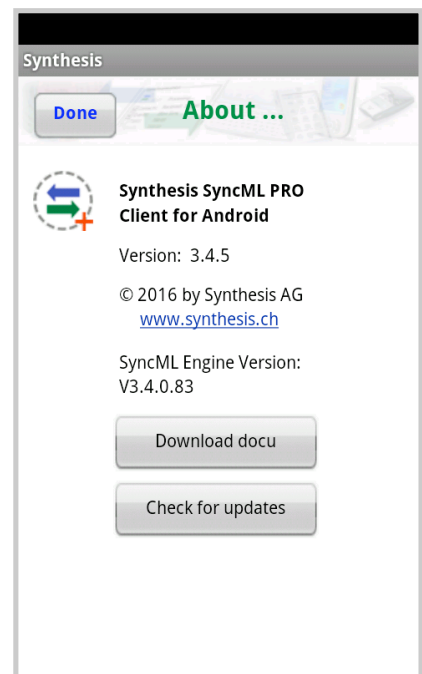 Synthesis
Done
About ...
Synthesis SyncML PRO
Client for Android
Version: 3.4.5
© 2016 by Synthesis AG
www.synthesis.ch
SyncML Engine Version:
V3.4.0.83
Download docu
Check for updates